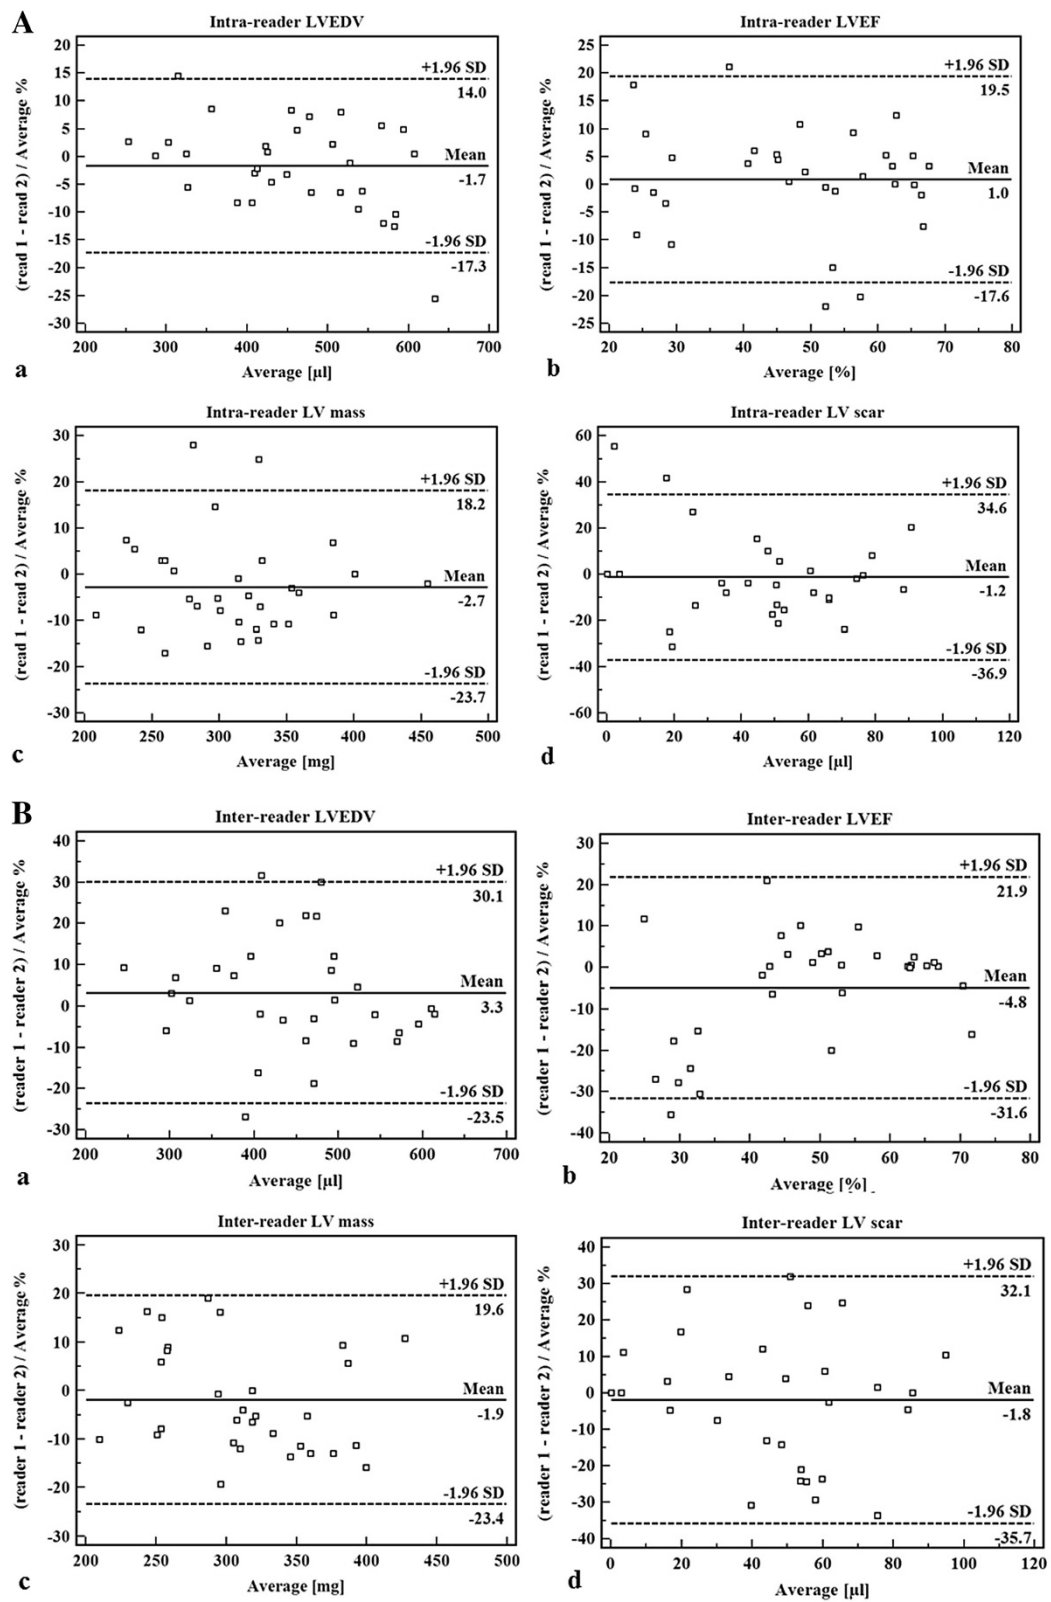 A
Intra-reader LVEDV
(read 1 - read 2) / Average %
20
15
10
5
0
-5
-10
-15
-20
-25
-30
+1.96 SD
14.0
Mean
-1.7
-1.96 SD
-17.3
200 300 400 500 600 700
Average [µl]
a
Intra-reader LVEF
(read 1 - read 2) / Average %
25
20
15
10
5
0
-5
-10
-15
-20
-25
+1.96 SD
19.5
Mean
1.0
-1.96 SD
-17.6
20 30 40 50 60 70 80
Average [%]
b
Intra-reader LV mass
(read 1 - read 2) / Average %
30
20
10
0
-10
-20
-30
+1.96 SD
18.2
Mean
-2.7
-1.96 SD
-23.7
200 250 300 350 400 450 500
Average [mg]
c
Intra-reader LV scar
(read 1 - read 2) / Average %
60
40
20
0
-20
-40
-60
+1.96 SD
34.6
Mean
-1.2
-1.96 SD
-36.9
0 20 40 60 80 100 120
Average [µl]
d
B
Inter-reader LVEDV
(reader 1 - reader 2) / Average %
40
30
20
10
0
-10
-20
-30
+1.96 SD
30.1
Mean
3.3
-1.96 SD
-23.5
200 300 400 500 600 700
Average [µl]
a
Inter-reader LVEF
(reader 1 - reader 2) / Average %
30
20
10
0
-10
-20
-30
-40
+1.96 SD
21.9
Mean
-4.8
-1.96 SD
-31.6
20 30 40 50 60 70 80
Average [%]
b
Inter-reader LV mass
(reader 1 - reader 2) / Average %
30
20
10
0
-10
-20
-30
+1.96 SD
19.6
Mean
-1.9
-1.96 SD
-23.4
200 250 300 350 400 450 500
Average [mg]
c
Inter-reader LV scar
(reader 1 - reader 2) / Average %
40
30
20
10
0
-10
-20
-30
-40
+1.96 SD
32.1
Mean
-1.8
-1.96 SD
-35.7
0 20 40 60 80 100 120
Average [µl]
d